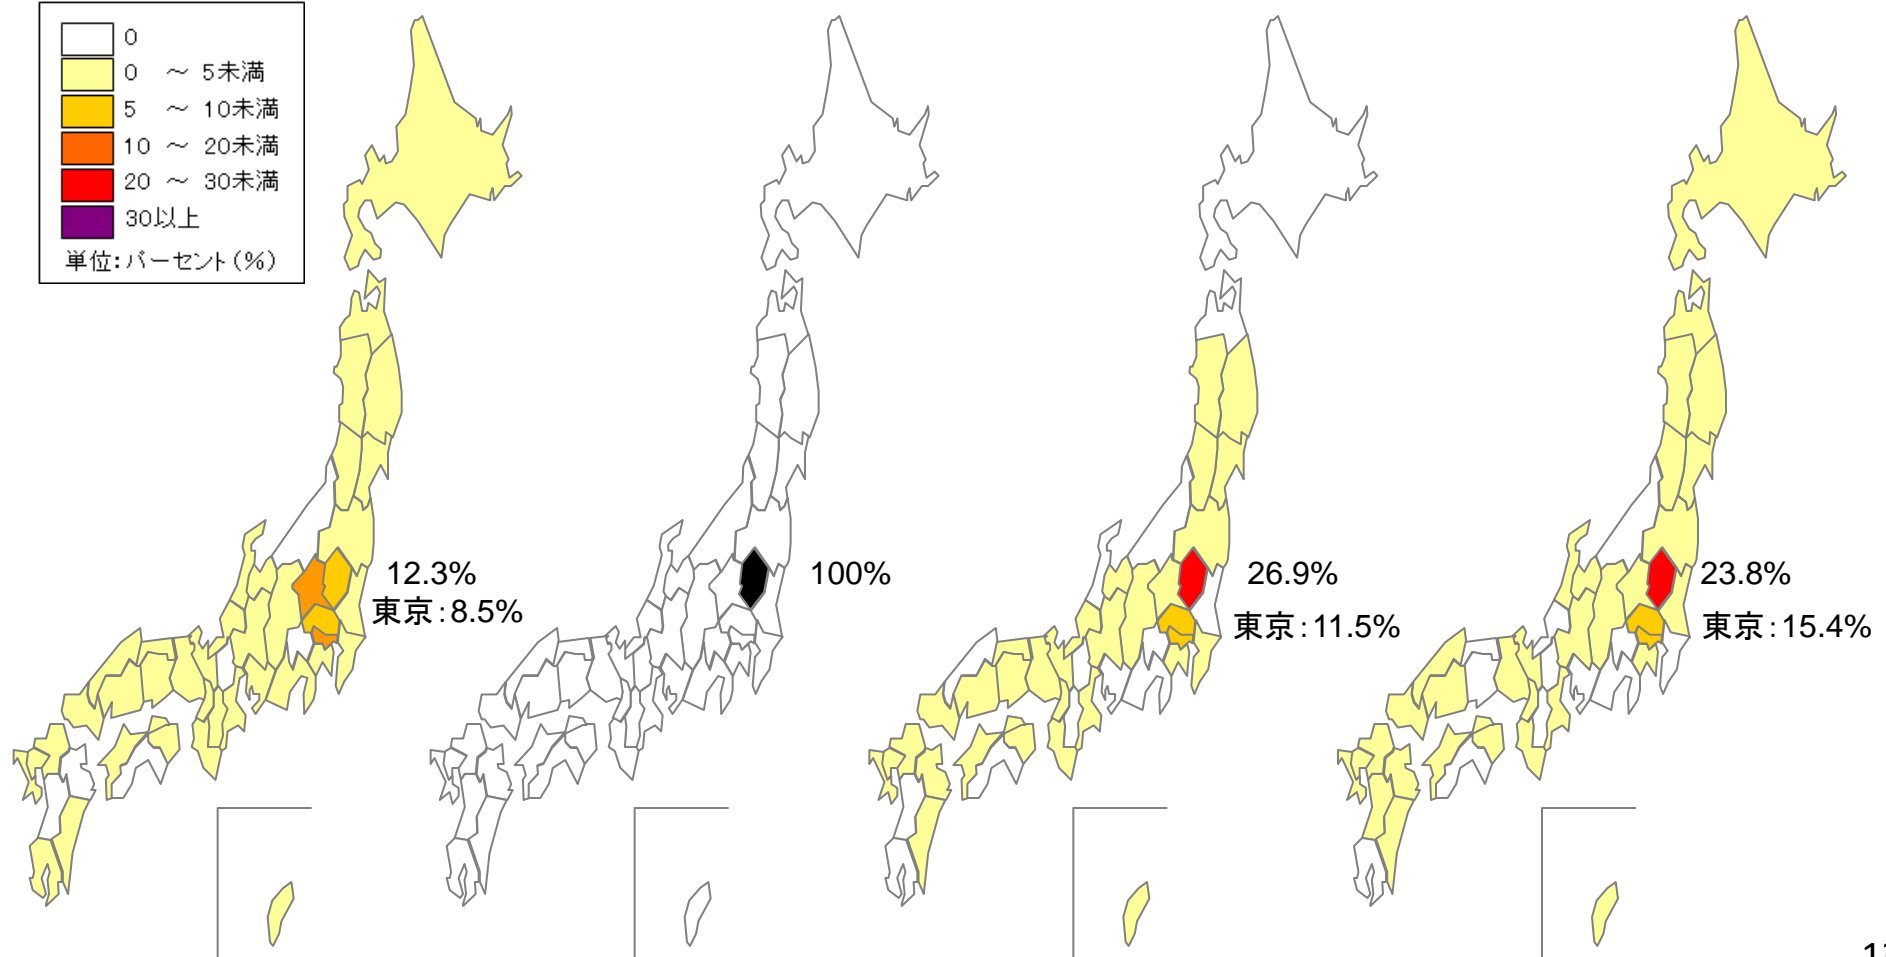 0
0 ～ 5未満
5 ～ 10未満
10 ～ 20未満
20 ～ 30未満
30以上
単位:パーセント(%)
12.3%
東京:8.5%
100%
26.9%
東京:11.5%
23.8%
東京:15.4%